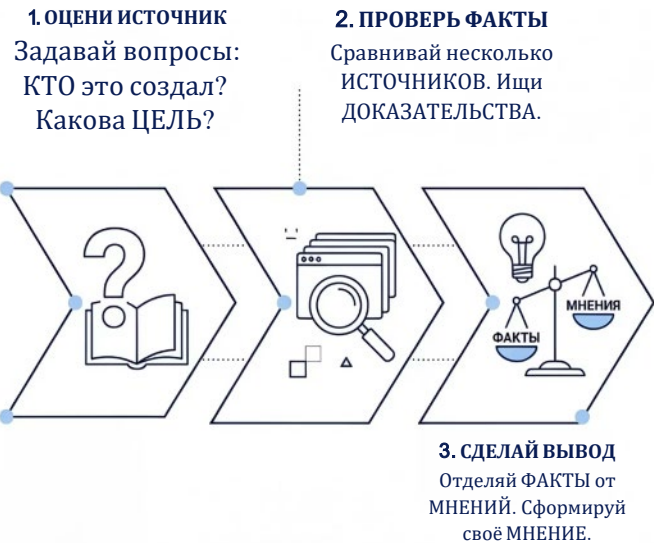 1. ОЦЕНИ ИСТОЧНИК
Задавай вопросы:
КТО это создал?
Какова ЦЕЛЬ?
2. ПРОВЕРЬ ФАКТЫ
Сравнивай несколько
ИСТОЧНИКОВ. Ищи
ДОКАЗАТЕЛЬСТВА.
МНЕНИЯ
ФАКТЫ
3. СДЕЛАЙ ВЫВОД
Отделяй ФАКТЫ от
МНЕНИЙ. Сформируй
своё МНЕНИЕ.